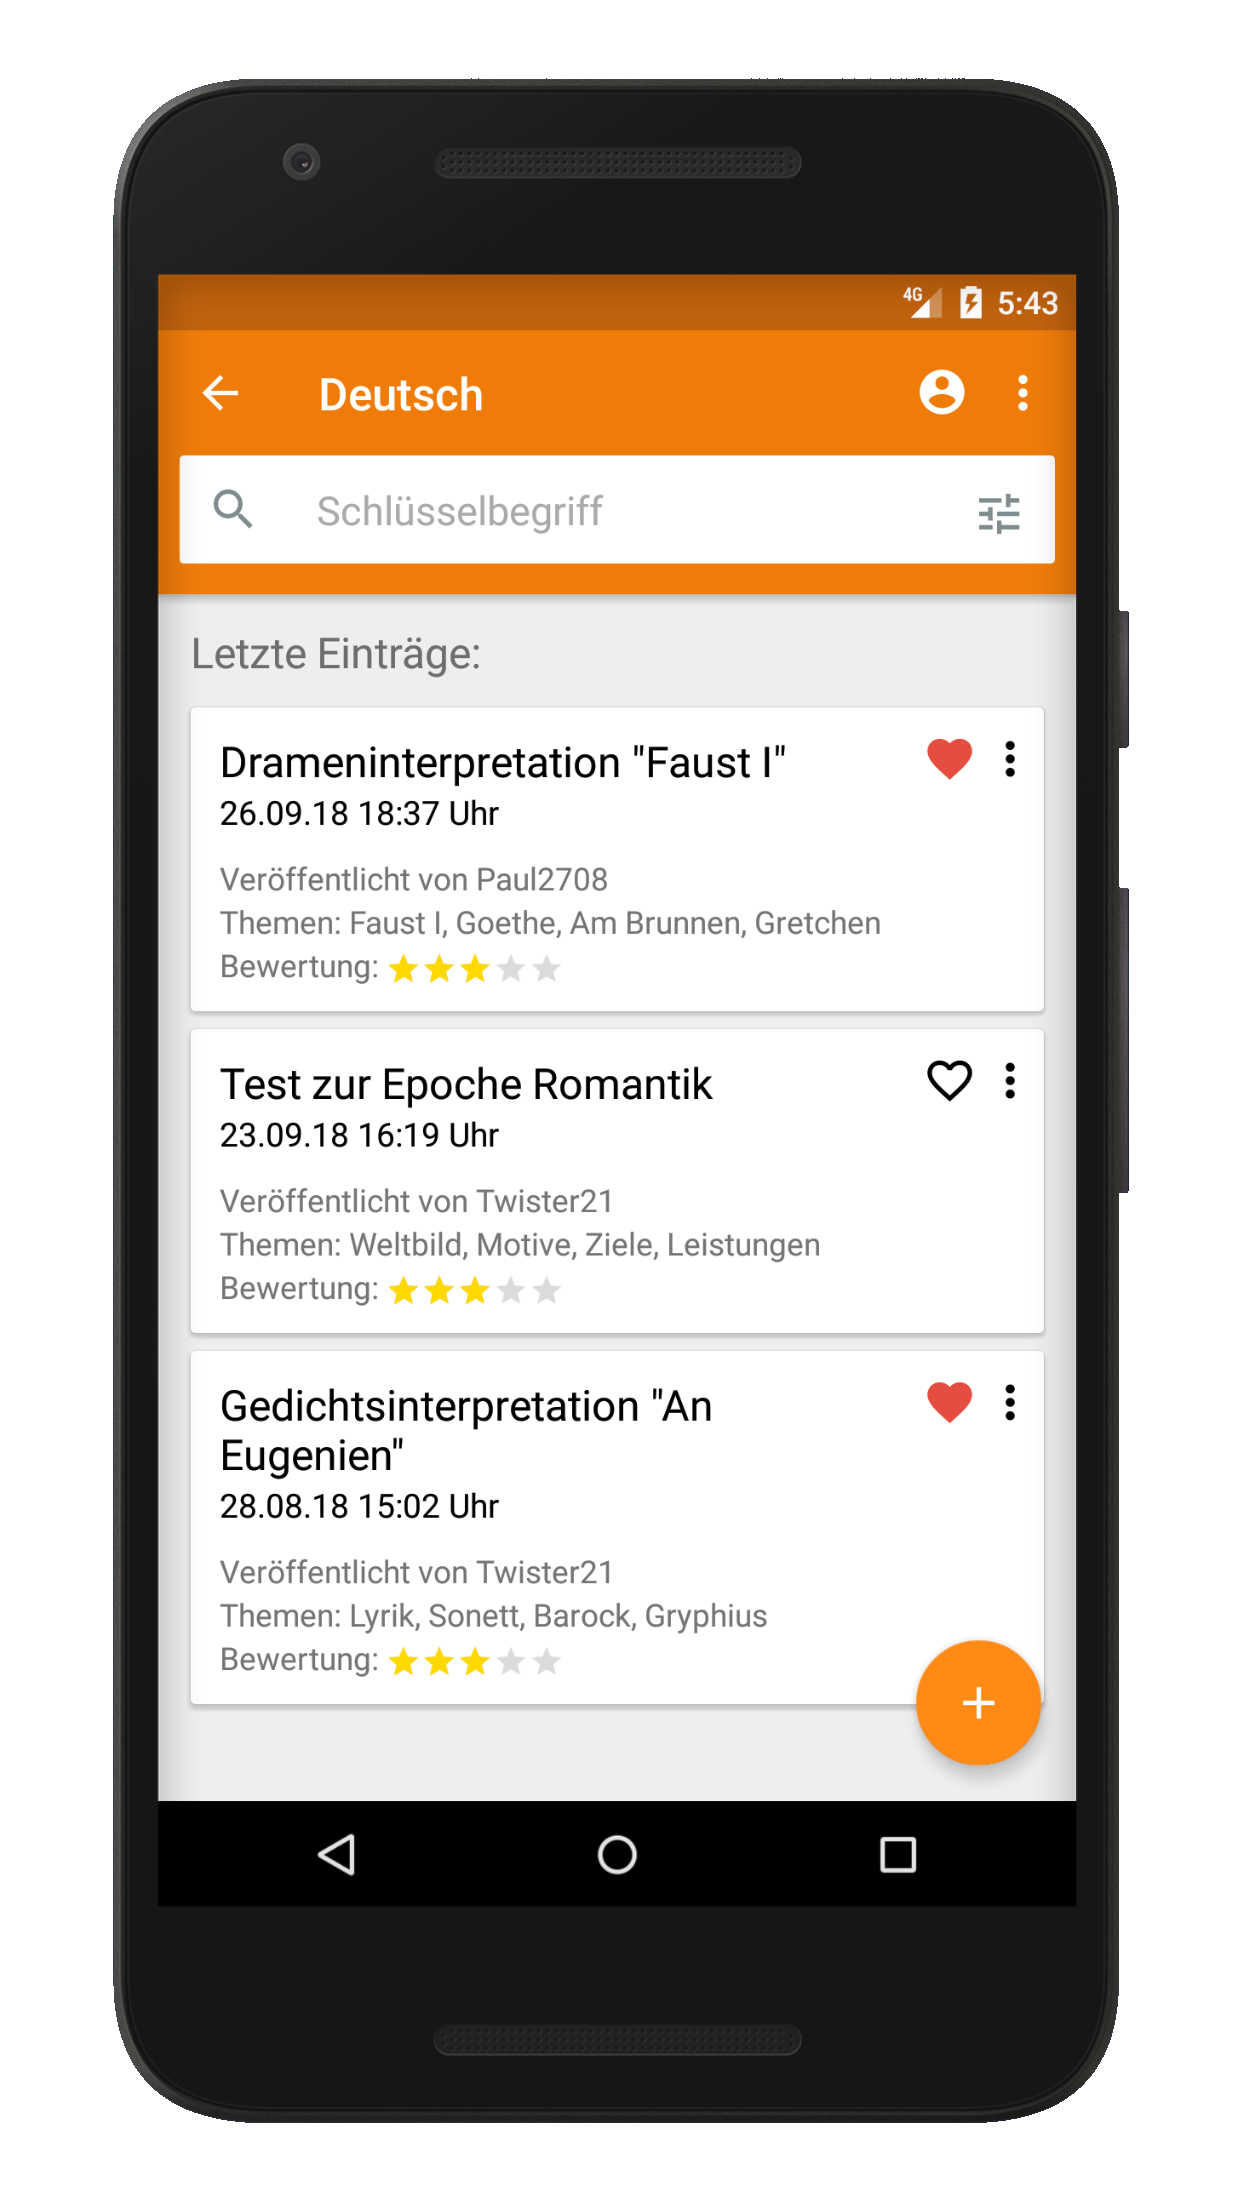 4G 5:43
Deutsch
Schlüsselbegriff
Letzte Einträge:
Drameninterpretation "Faust I"
26.09.18 18:37 Uhr
Veröffentlicht von Paul2708
Themen: Faust I, Goethe, Am Brunnen, Gretchen
Bewertung:
Test zur Epoche Romantik
23.09.18 16:19 Uhr
Veröffentlicht von Twister21
Themen: Weltbild, Motive, Ziele, Leistungen
Bewertung:
Gedichtsinterpretation "An
Eugenien"
28.08.18 15:02 Uhr
Veröffentlicht von Twister21
Themen: Lyrik, Sonett, Barock, Gryphius
Bewertung: